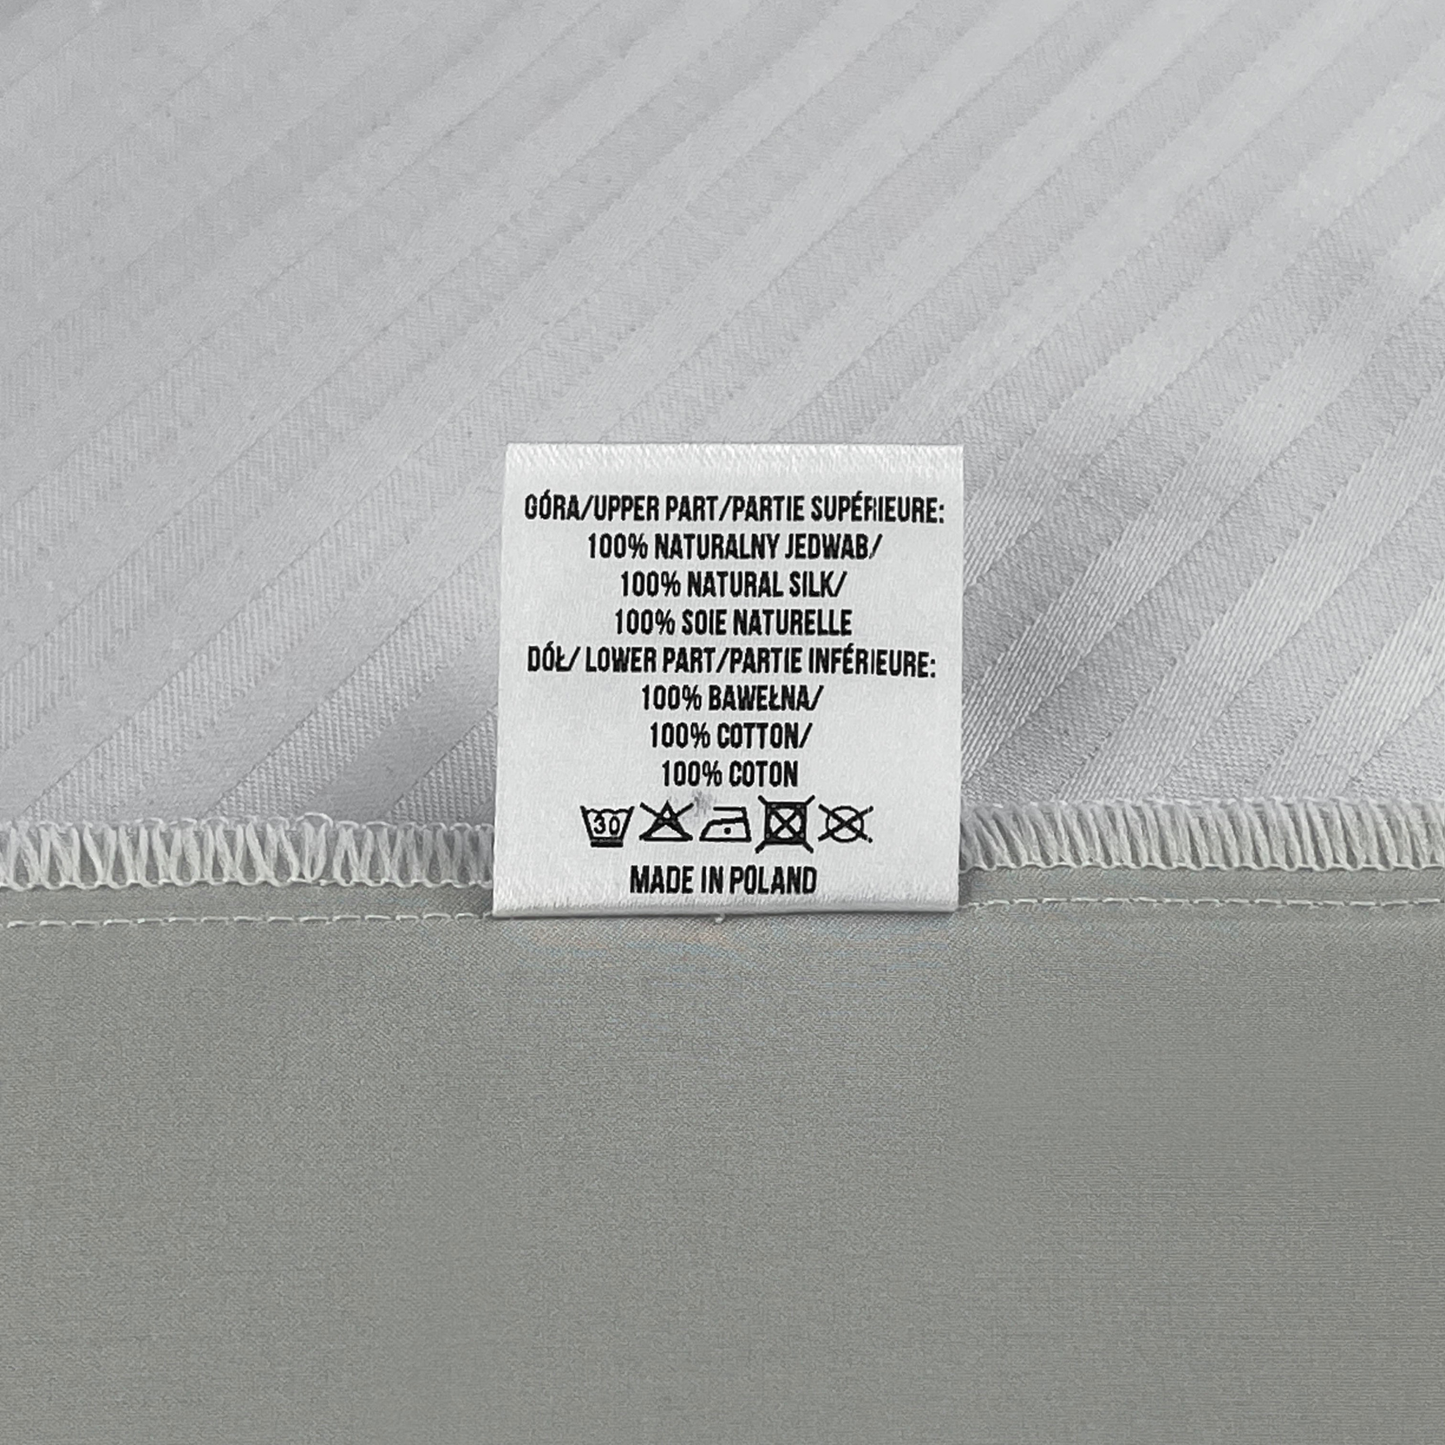 GÓRA/UPPER PART/PARTIE SUPÉRIEURE:
100% NATURALNY JEDWAB/
100% NATURAL SILK/
100% SOIE NATURELLE
DÓŁ/ LOWER PART/PARTIE INFÉRIEURE:
100% BAWEŁNA/
100% COTTON/
100% COTON
30
MADE IN POLAND